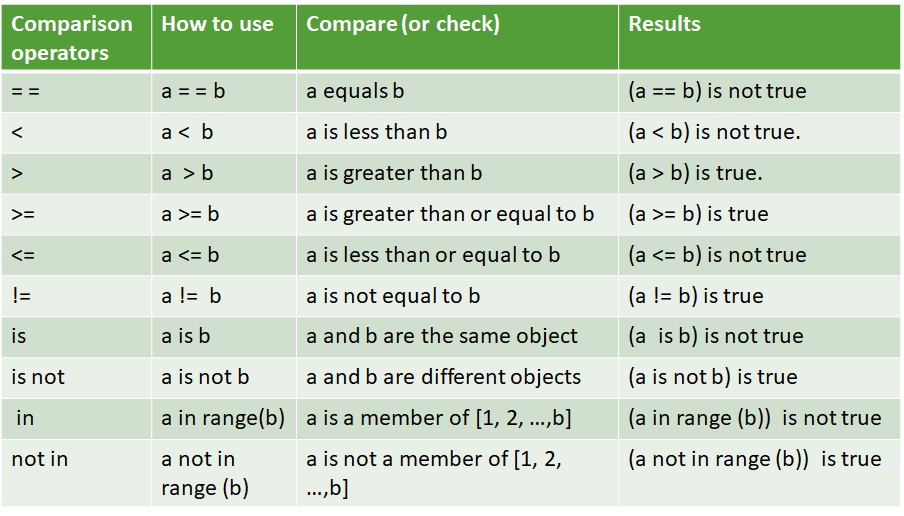 Comparison operators How to use Compare (or check) Results
= = a = = b a equals b (a == b) is not true
< a < b a is less than b (a < b) is not true.
> a > b a is greater than b (a > b) is true.
>= a >= b a is greater than or equal to b (a >= b) is true
<= a <= b a is less than or equal to b (a <= b) is not true
!= a != b a is not equal to b (a != b) is true
is a is b a and b are the same object (a is b) is not true
is not a is not b a and b are different objects (a is not b) is true
in a in range(b) a is a member of [1, 2, …,b] (a in range (b)) is not true
not in a not in range (b) a is not a member of [1, 2, …,b] (a not in range (b)) is true